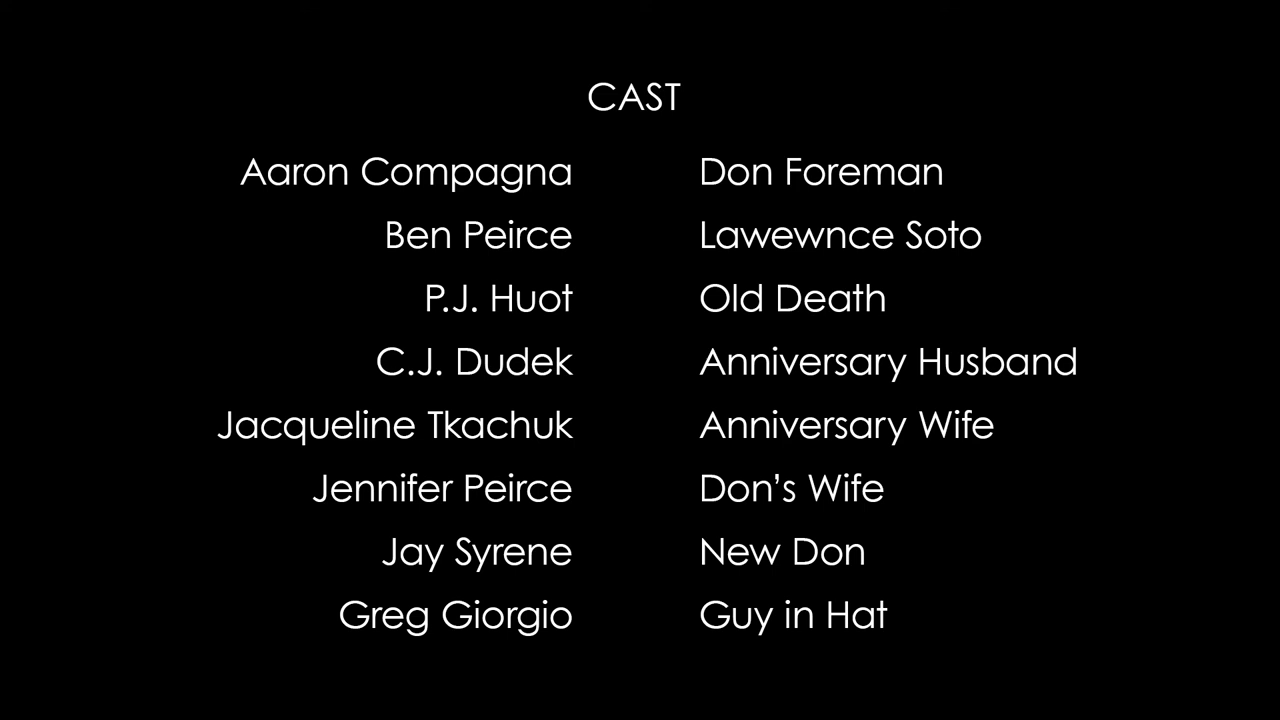 CAST
Aaron Compagna Don Foreman
Ben Peirce Lawewnce Soto
P.J. Huot Old Death
C.J. Dudek Anniversary Husband
Jacqueline Tkachuk Anniversary Wife
Jennifer Peirce Don's Wife
Jay Syrene New Don
Greg Giorgio Guy in Hat